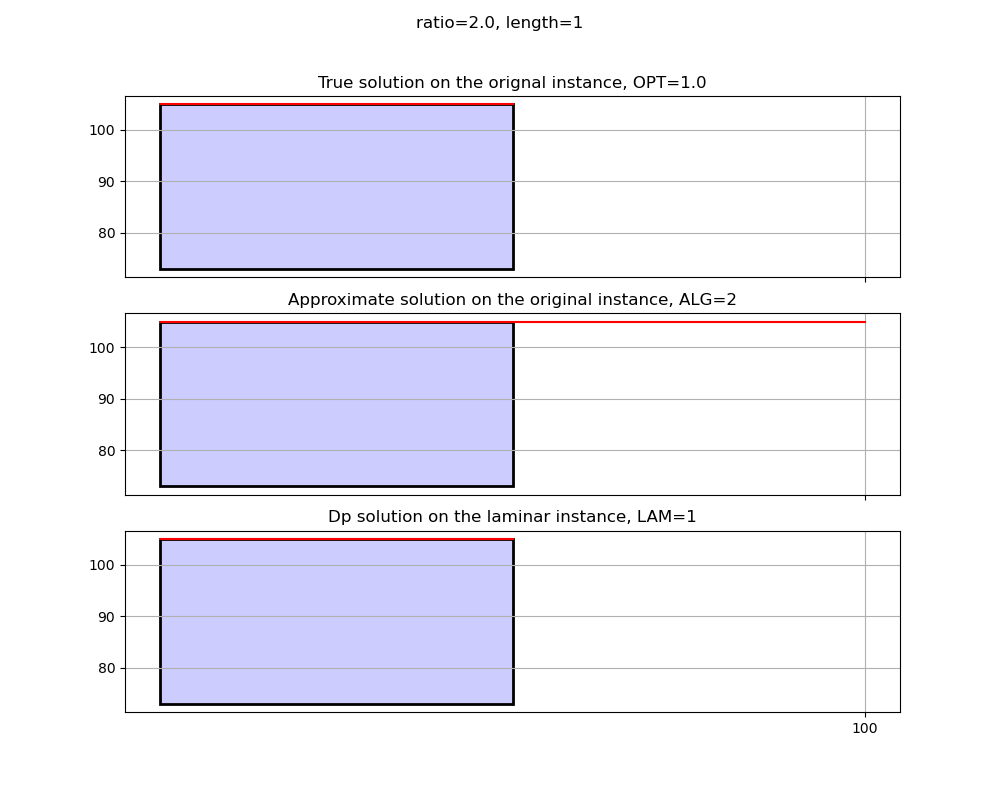 ratio=2.0, length=1
True solution on the orignal instance, OPT=1.0
100
90
80
Approximate solution on the original instance, ALG=2
100
90
80
Dp solution on the laminar instance, LAM=1
100
90
80
100